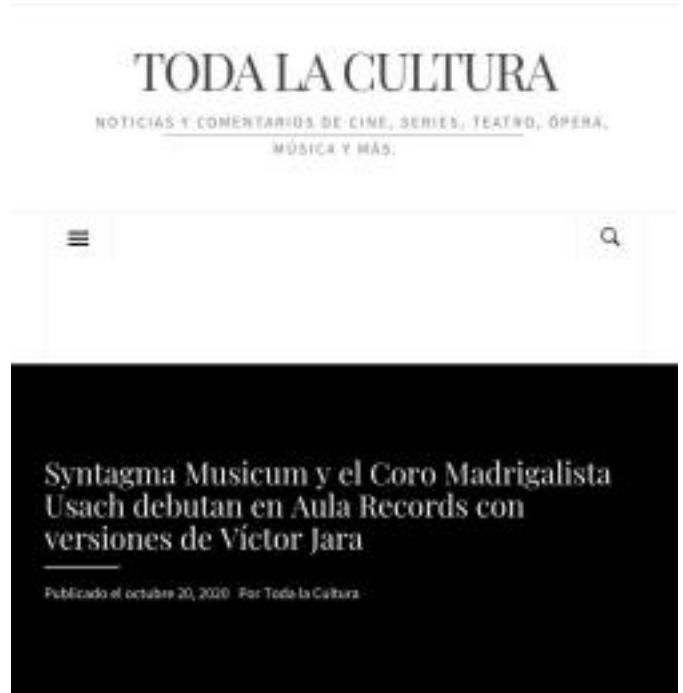 TODA LA CULTURA
NOTICIAS Y COMENTARIOS DE CINE, SERIES, TEATRO, ÓPERA,
MÚSICA Y MÁS.
Syntagma Musicum y el Coro Madrigalista
Usach debutan en Aula Records con
versiones de Víctor Jara
Publicado el octubre 20, 2020 Por Toda la Cultura